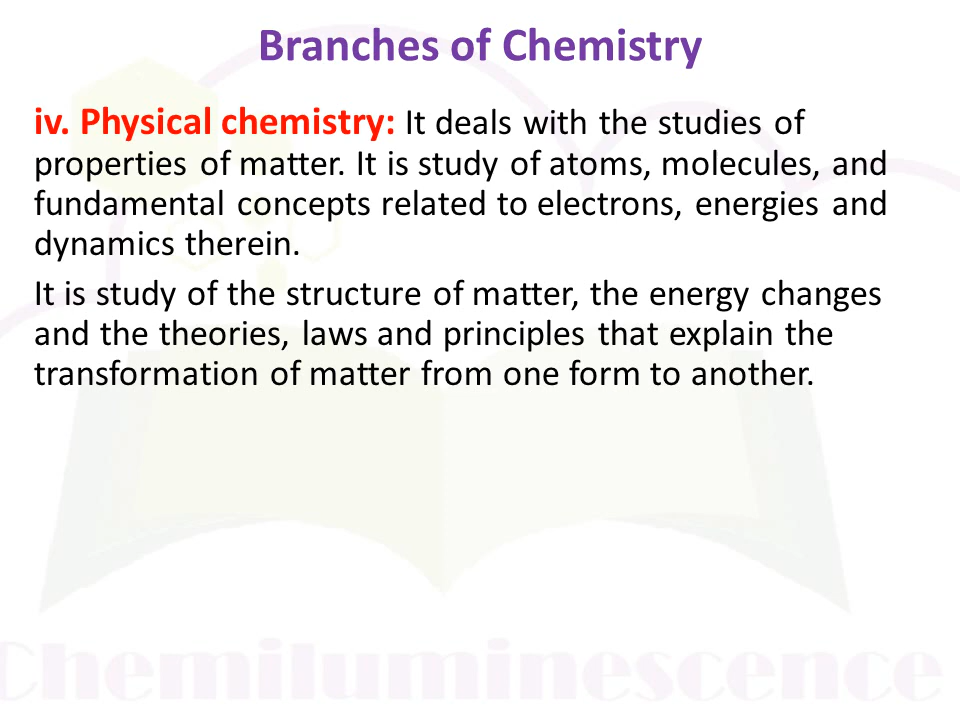 Branches of Chemistry
iv. Physical chemistry: It deals with the studies of
properties of matter. It is study of atoms, molecules, and
fundamental concepts related to electrons, energies and
dynamics therein.
It is study of the structure of matter, the energy changes
and the theories, laws and principles that explain the
transformation of matter from one form to another.
Chemiluminescence